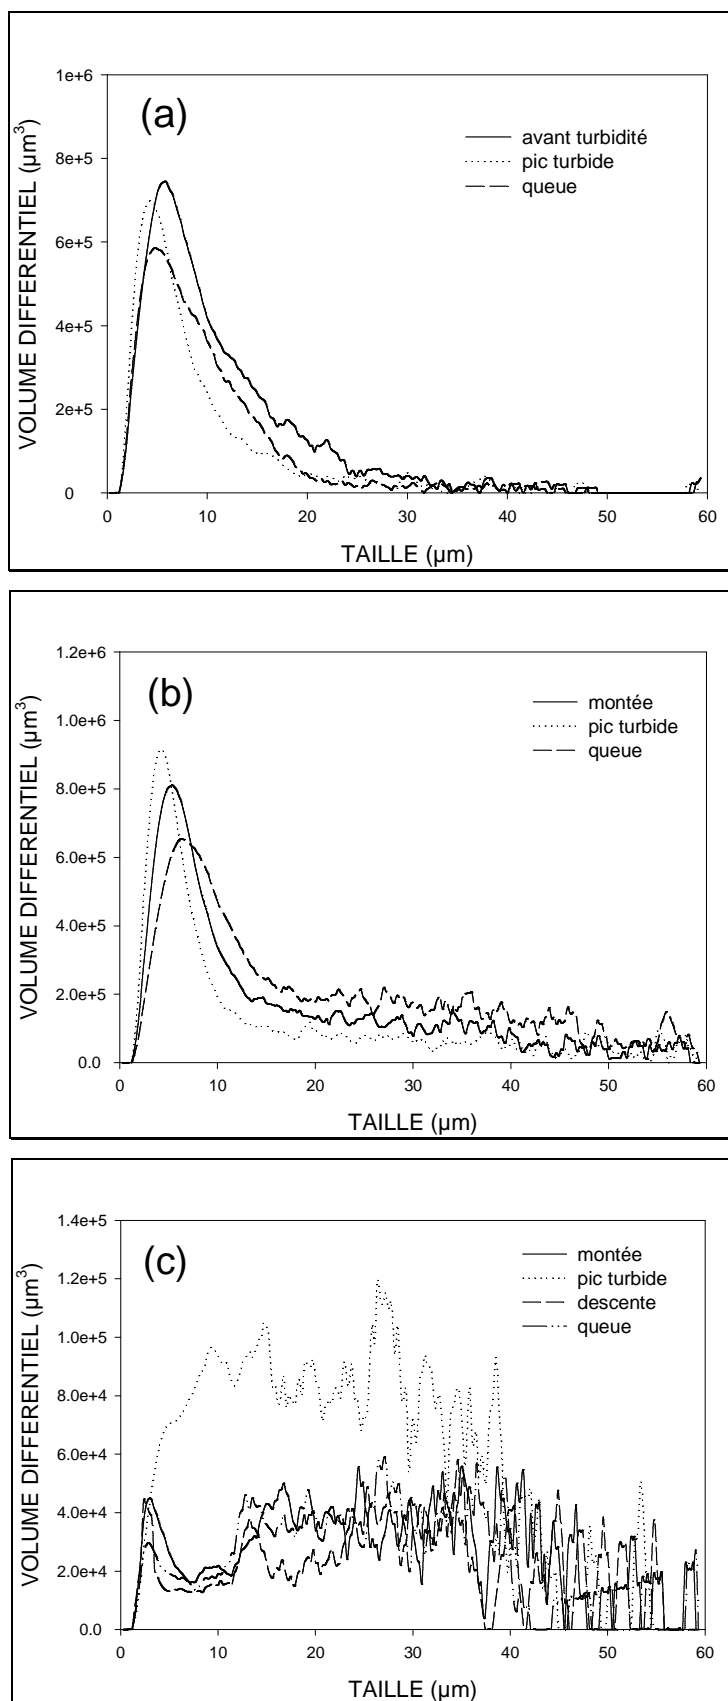 (a)
VOLUME DIFFERENTIEL (µm³)
1e+6
8e+5
6e+5
4e+5
2e+5
0
avant turbidité
pic turbide
queue
0 10 20 30 40 50 60
TAILLE (µm)
(b)
VOLUME DIFFERENTIEL (µm³)
1.2e+6
1.0e+6
8.0e+5
6.0e+5
4.0e+5
2.0e+5
0.0
montée
pic turbide
queue
0 10 20 30 40 50 60
TAILLE (µm)
(c)
VOLUME DIFFERENTIEL (µm³)
1.4e+5
1.2e+5
1.0e+5
8.0e+4
6.0e+4
4.0e+4
2.0e+4
0.0
montée
pic turbide
descente
queue
0 10 20 30 40 50 60
TAILLE (µm)